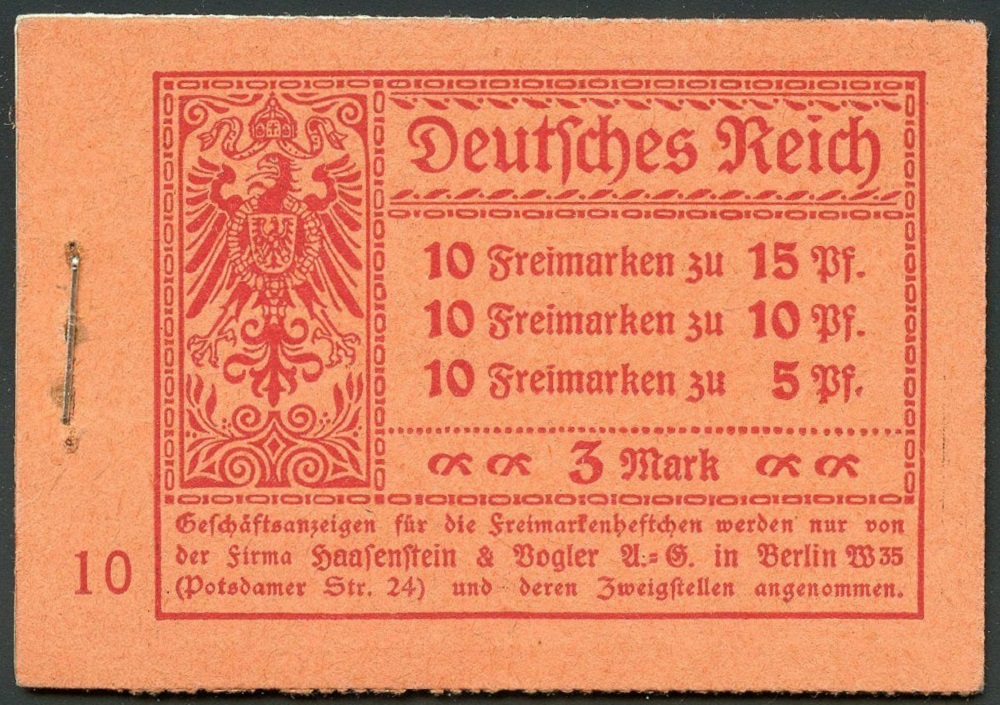 Deutſches Reich
10 Freimarken zu 15 Pf.
10 Freimarken zu 10 Pf.
10 Freimarken zu 5 Pf.
3 Mark
Geſchäftsanzeigen für die Freimarkenheftchen werden nur von
der Firma Haaſenſtein & Vogler A.=G. in Berlin W 35
(Potsdamer Str. 24) und deren Zweigſtellen angenommen.
10